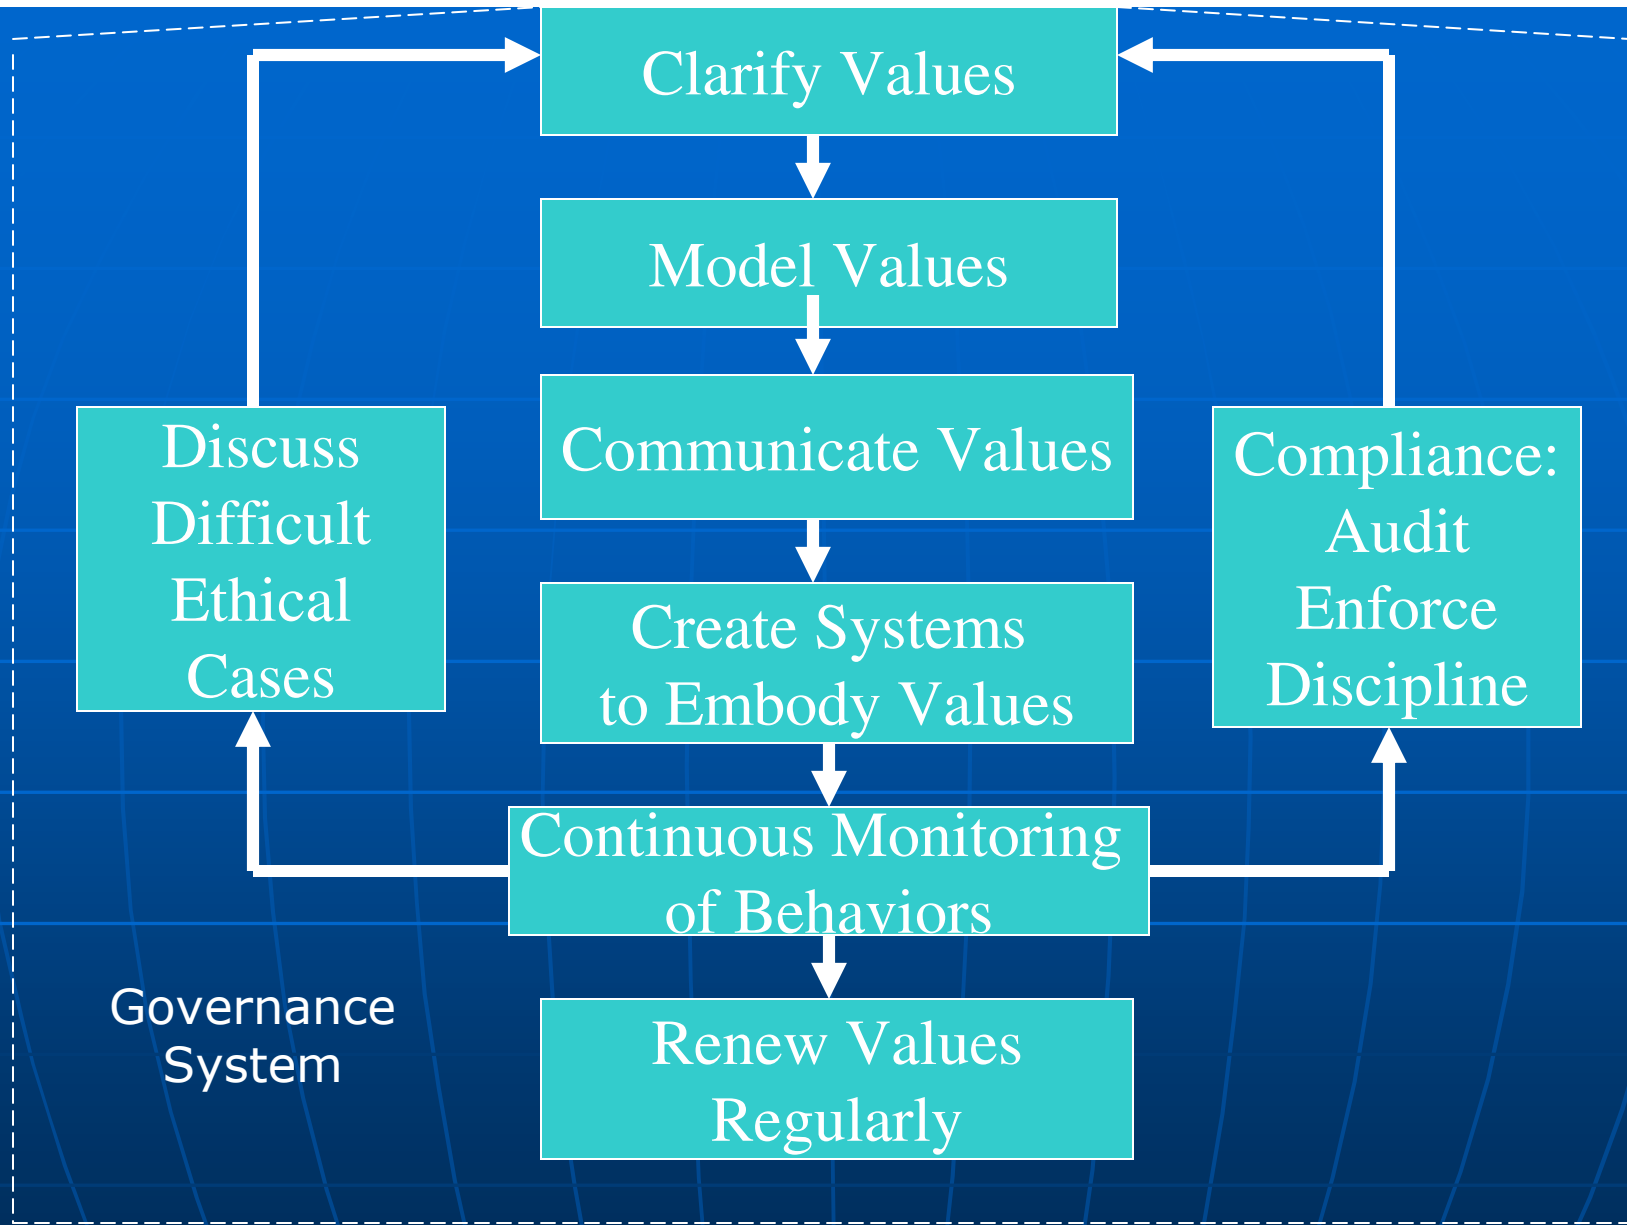 Clarify Values
Model Values
Communicate Values
Create Systems
to Embody Values
Continuous Monitoring
of Behaviors
Renew Values
Regularly
Discuss
Difficult
Ethical
Cases
Compliance:
Audit
Enforce
Discipline
Governance
System